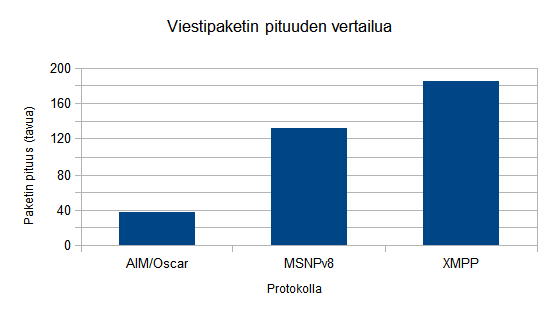 Viestipaketin pituuden vertailua
200
160
120
80
40
0
Paketin pituus (tavua)
AIM/Oscar MSNPv8 XMPP
Protokolla